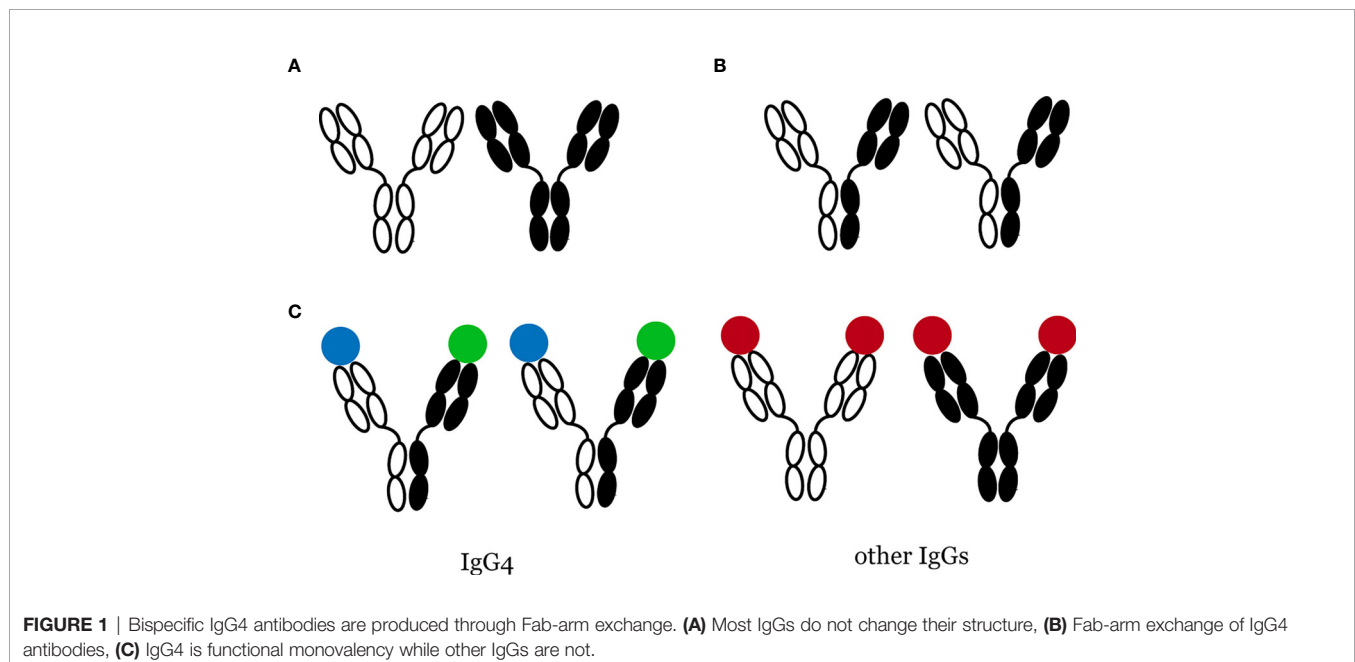 A
B
C
IgG4
other IgGs
FIGURE 1 | Bispecific IgG4 antibodies are produced through Fab-arm exchange. (A) Most IgGs do not change their structure, (B) Fab-arm exchange of IgG4
antibodies, (C) IgG4 is functional monovalency while other IgGs are not.